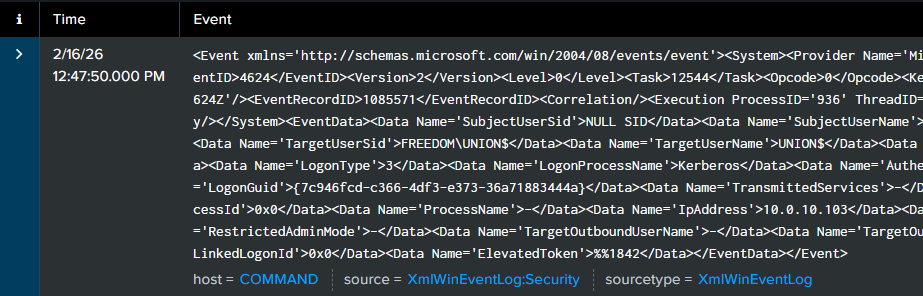 i Time Event
2/16/26
12:47:50.000 PM
<Event xmlns='http://schemas.microsoft.com/win/2004/08/events/event'><System><Provider Name='Mi
entID>4624</EventID><Version>2</Version><Level>0</Level><Task>12544</Task><Opcode>0</Opcode><Ke
624Z'/><EventRecordID>1085571</EventRecordID><Correlation/><Execution ProcessID='936' ThreadID=
y/></System><EventData><Data Name='SubjectUserSid'>NULL SID</Data><Data Name='SubjectUserName'>
<Data Name='TargetUserSid'>FREEDOM\UNION$</Data><Data Name='TargetUserName'>UNION$</Data><Data
a><Data Name='LogonType'>3</Data><Data Name='LogonProcessName'>Kerberos</Data><Data Name='Authe
='LogonGuid'>{7c946fcd-c366-4df3-e373-36a71883444a}</Data><Data Name='TransmittedServices'>-</D
cessId'>0x0</Data><Data Name='ProcessName'>-</Data><Data Name='IpAddress'>10.0.10.103</Data><Da
='RestrictedAdminMode'>-</Data><Data Name='TargetOutboundUserName'>-</Data><Data Name='TargetOu
LinkedLogonId'>0x0</Data><Data Name='ElevatedToken'>%%1842</Data></EventData></Event>
host = COMMAND source = XmlWinEventLog:Security sourcetype = XmlWinEventLog